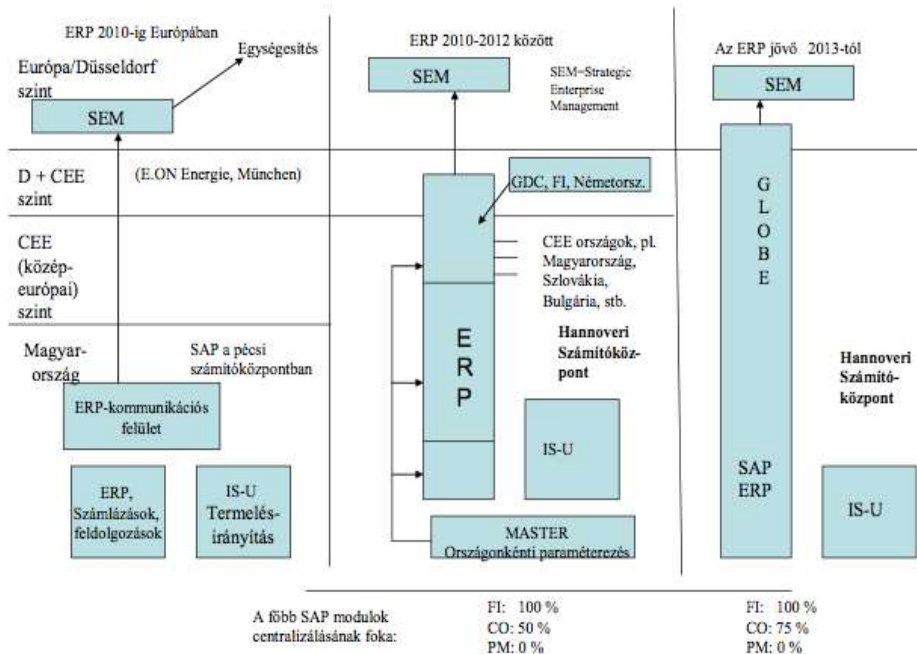 ERP 2010-ig Európában
Egységesítés
Európa/Düsseldorf
szint
SEM
D + CEE
szint
(E.ON Energie, München)
CEE
(közép-
európai)
szint
Magyar-
ország
SAP a pécsi
számítóközpontban
ERP-kommunikációs
felület
ERP,
Számlázások,
feldolgozások
IS-U
Termelés-
irányítás
ERP 2010-2012 között
SEM
SEM=Strategic
Enterprise
Management
GDC, FI, Németorsz.
CEE országok, pl.
Magyarország,
Szlovákia,
Bulgária, stb.
E
R
P
Hannoveri
Számítóköz-
pont
IS-U
MASTER
Országonkénti paraméterezés
Az ERP jövő 2013-tól
SEM
G
L
O
B
E
Hannoveri
Számító-
központ
SAP
ERP
IS-U
A főbb SAP modulok
centralizálásának foka:
FI: 100 %
CO: 50 %
PM: 0 %
FI: 100 %
CO: 75 %
PM: 0 %